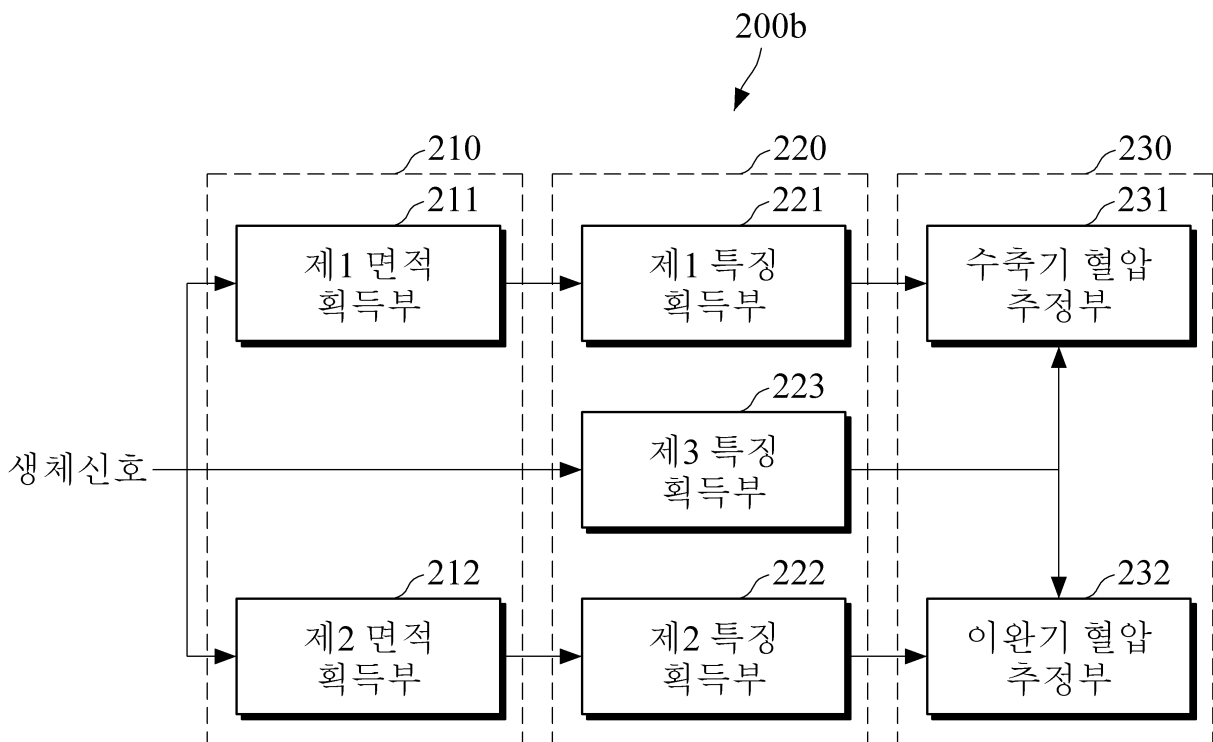 200b
210
220
230
211
221
231
제1 면적
획득부
제1 특징
획득부
수축기 혈압
추정부
223
생체신호
제3 특징
획득부
212
222
232
제2 면적
획득부
제2 특징
획득부
이완기 혈압
추정부